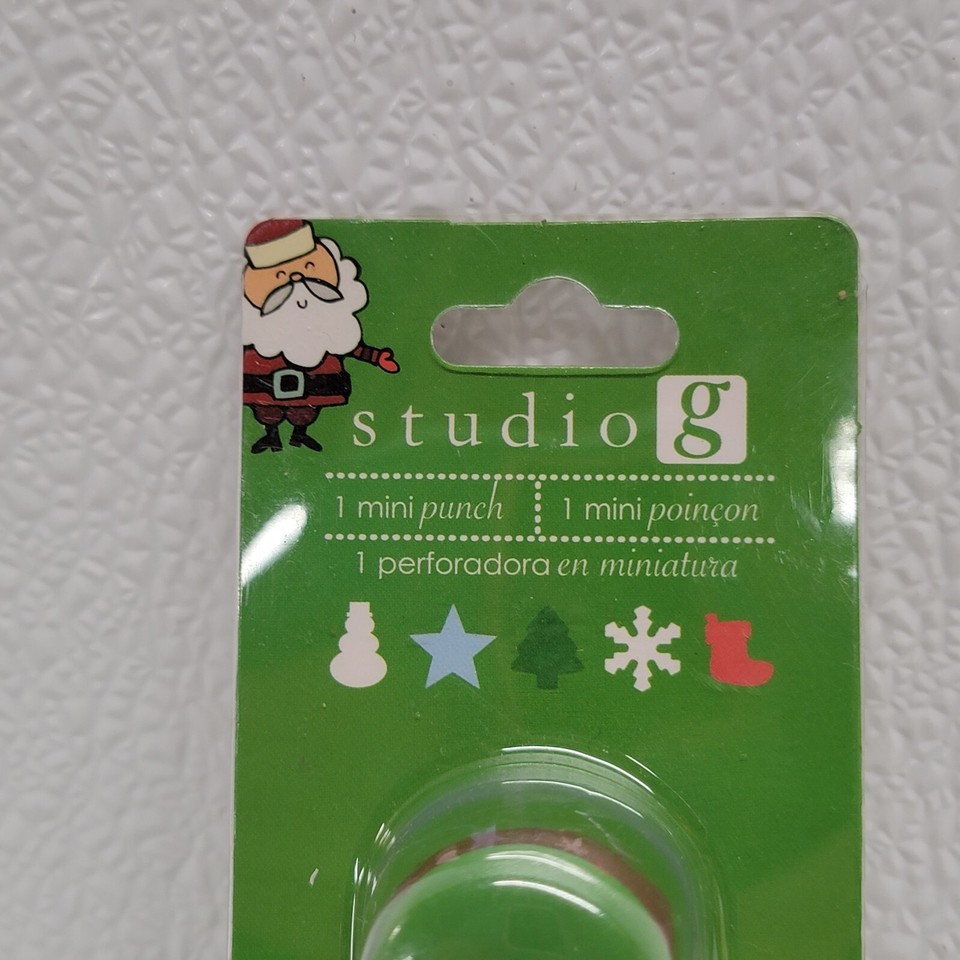 studio g
1 mini punch 1 mini poinçon
1 perforadora en miniatura